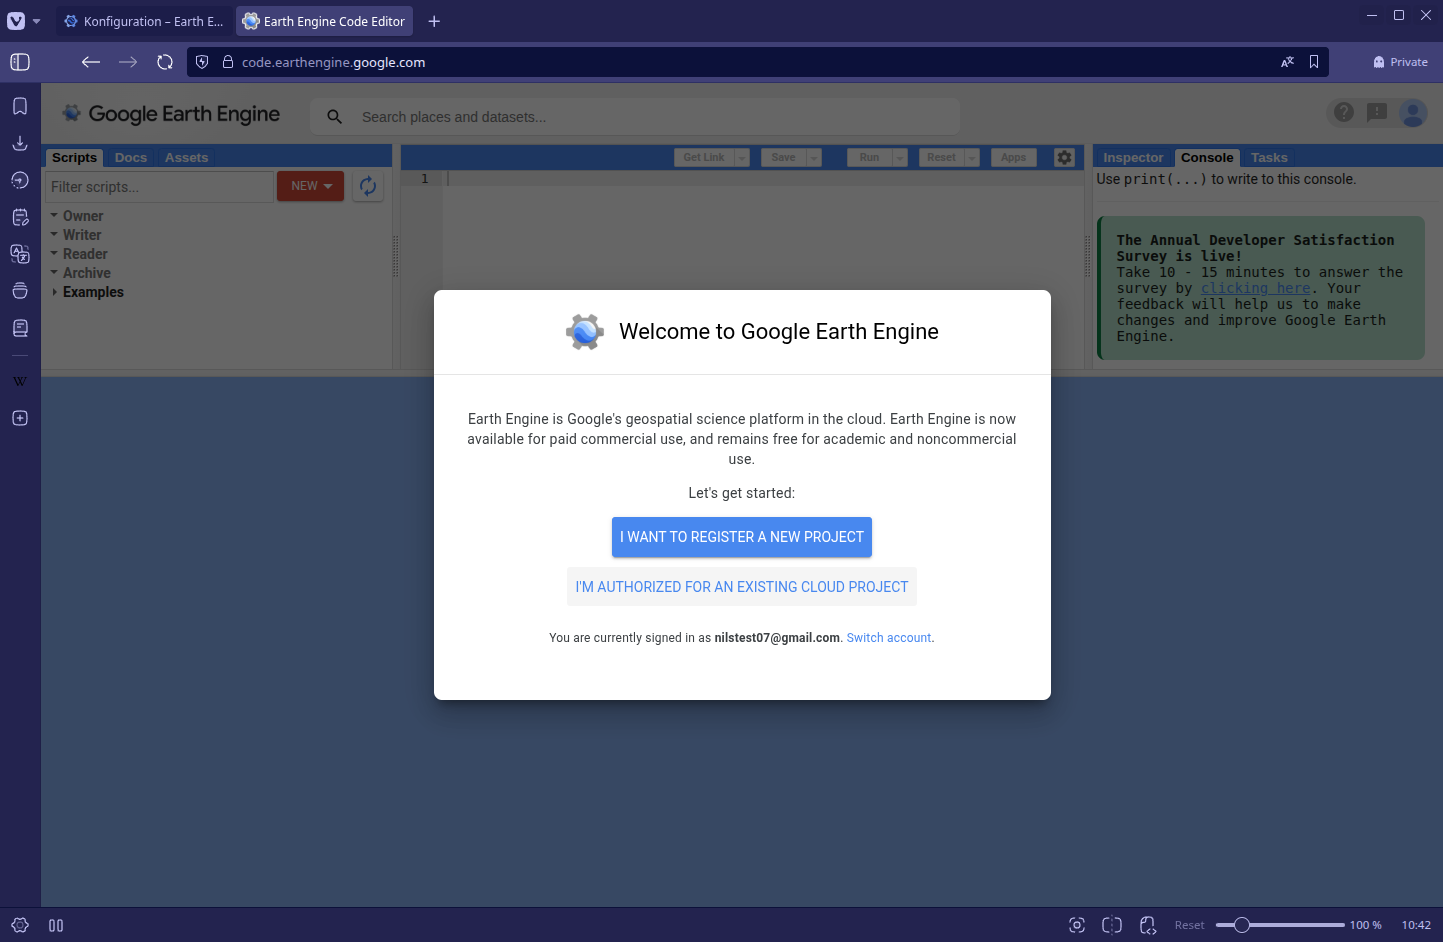 Konfiguration – Earth E...
Earth Engine Code Editor
code.earthengine.google.com
Private
Google Earth Engine
Search places and datasets...
Scripts Docs Assets
Get Link Save Run Reset Apps
Inspector Console Tasks
Filter scripts...
NEW
1
Use print(...) to write to this console.
Owner
Writer
Reader
Archive
Examples
The Annual Developer Satisfaction
Survey is live!
Take 10 - 15 minutes to answer the
survey by clicking here. Your
feedback will help us to make
changes and improve Google Earth
Engine.
W
Welcome to Google Earth Engine
Earth Engine is Google's geospatial science platform in the cloud. Earth Engine is now
available for paid commercial use, and remains free for academic and noncommercial
use.
Let's get started:
I WANT TO REGISTER A NEW PROJECT
I'M AUTHORIZED FOR AN EXISTING CLOUD PROJECT
You are currently signed in as nilstest07@gmail.com. Switch account.
Reset 100 % 10:42